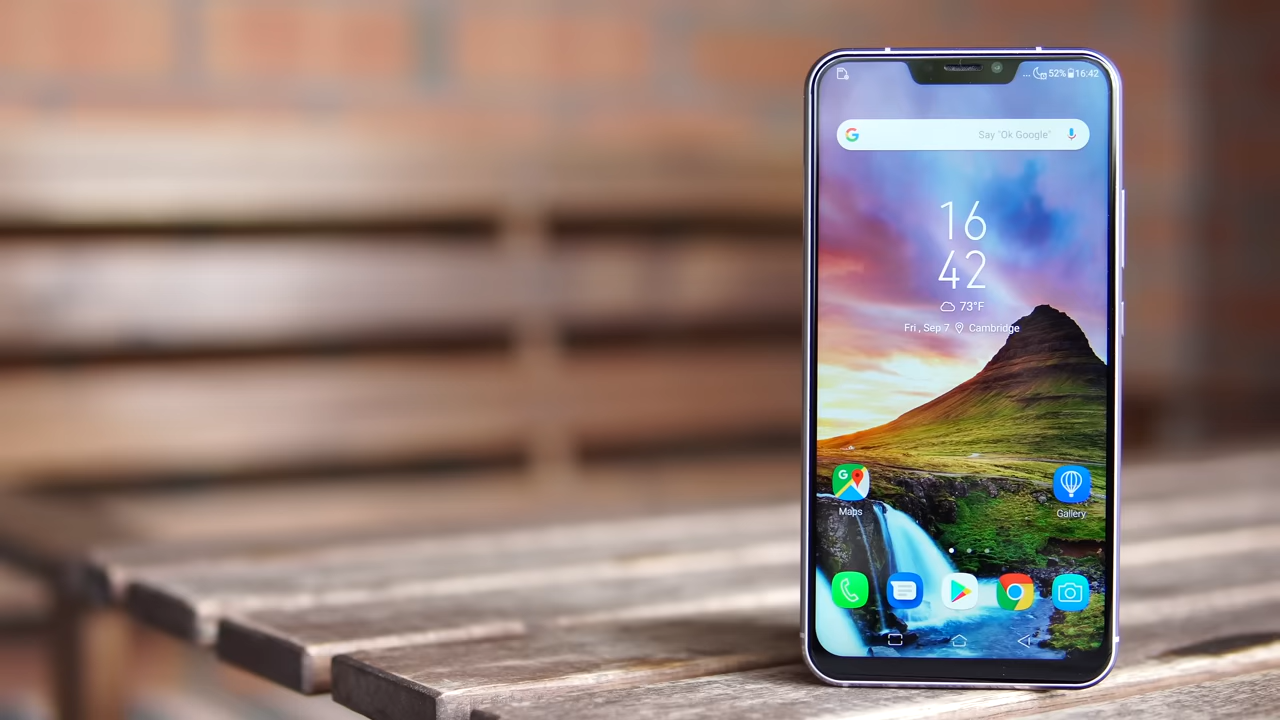 ... 52% 16:42
G Say "Ok Google"
16
42
73°F
Fri , Sep 7 Cambridge
G
Maps
Gallery